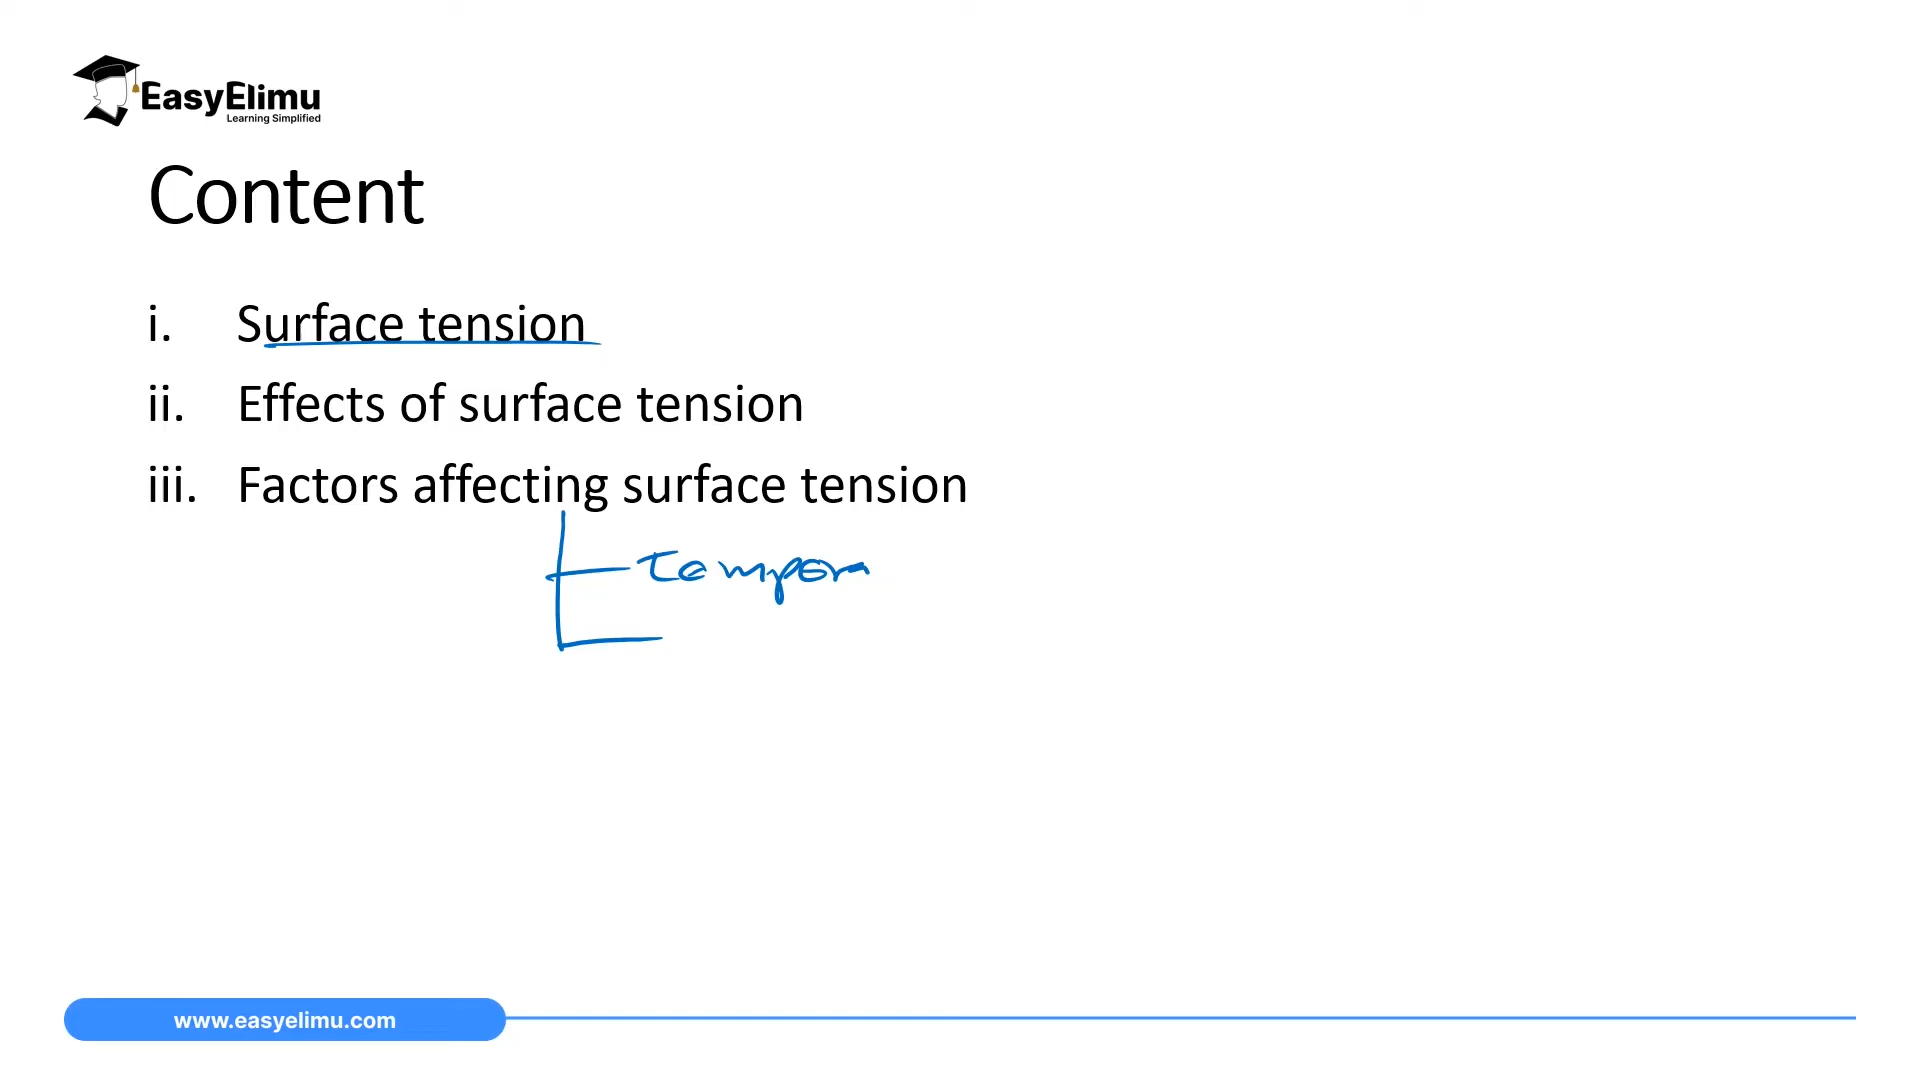 EasyElimu
Learning Simplified
Content
i. Surface tension
ii. Effects of surface tension
iii. Factors affecting surface tension
temper
www.easyelimu.com